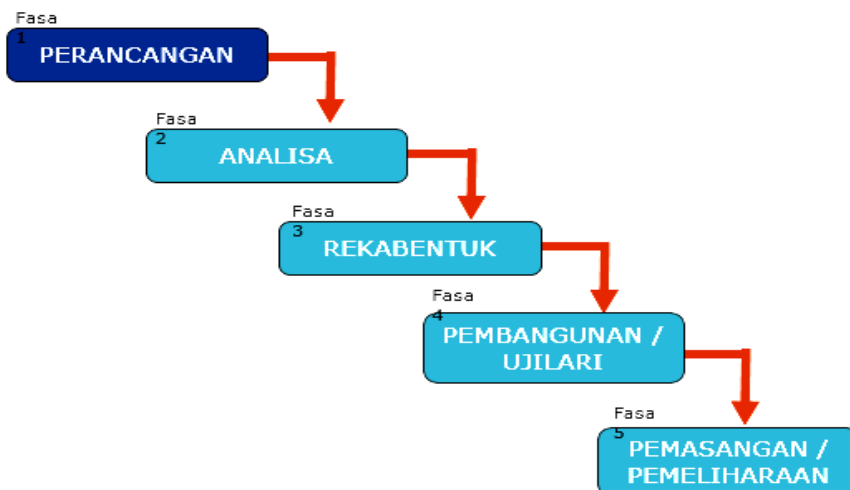 Fasa
1
PERANCANGAN
Fasa
2
ANALISA
Fasa
3
REKABENTUK
Fasa
4
PEMBANGUNAN /
UJILARI
Fasa
5
PEMASANGAN /
PEMELIHARAAN